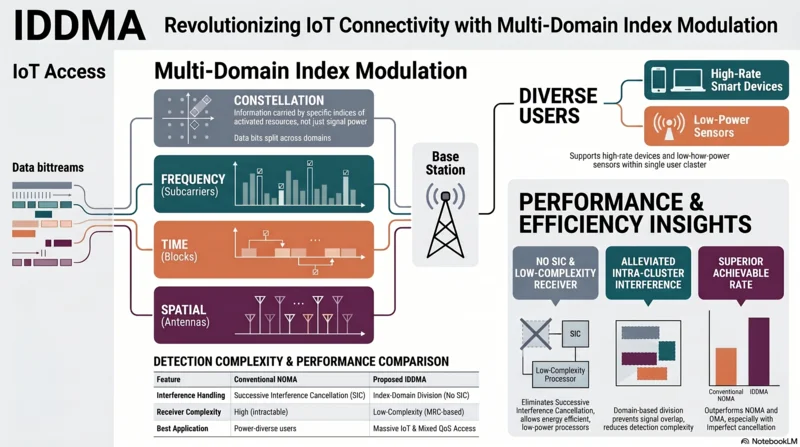 IDDMA Revolutionizing IoT Connectivity with Multi-Domain Index Modulation
IoT Access
Multi-Domain Index Modulation
Data bittreams
CONSTELLATION
Information carried by specific indices of
activated resources, not just signal power
Data bits split across domains
FREQUENCY
(Subcarriers)
TIME
(Blocks)
SPATIAL
(Antennas)
Base
Station
DIVERSE
USERS
High-Rate
Smart Devices
Low-Power
Sensors
Supports high-rate devices and low-how-power
sensors within single user cluster
PERFORMANCE &
EFFICIENCY INSIGHTS
NO SIC &
LOW-COMPLEXITY
RECEIVER
SIC
Low-Complexity
Processor
Eliminates Successive
Interference Cancellation,
allows energy efficient,
low-power procesors
ALLEVIATED
INTRA-CLUSTER
INTERFERENCE
Domain-based division
prevents signal overlap,
reduces detection complexity
SUPERIOR
ACHIEVABLE
RATE
Conventional
NOMA
IDDMA
Outperforms NOMA and
OMA, especially with
Imperfect cancellation
DETECTION COMPLEXITY & PERFORMANCE COMPARISON
Feature Conventional NOMA Proposed IDDMA
Interference Handling Successive Interference Cancellation (SIC) Index-Domain Division (No SIC)
Receiver Complexity High (intractable) Low-Complexity (MRC-based)
Best Application Power-diverse users Massive IoT & Mixed QoS Access
NotebookLM